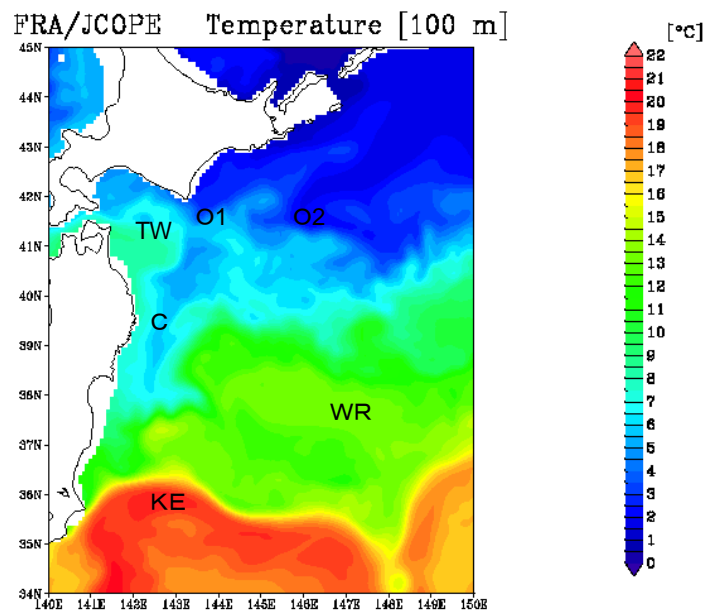 FRA/JCOPE Temperature [100 m]
[°C]
45N
44N
43N
42N
41N
40N
39N
38N
37N
36N
35N
34N
140E 141E 142E 143E 144E 145E 146E 147E 148E 149E 150E
TW
O1
O2
C
WR
KE
22
21
20
19
18
17
16
15
14
13
12
11
10
9
8
7
6
5
4
3
2
1
0